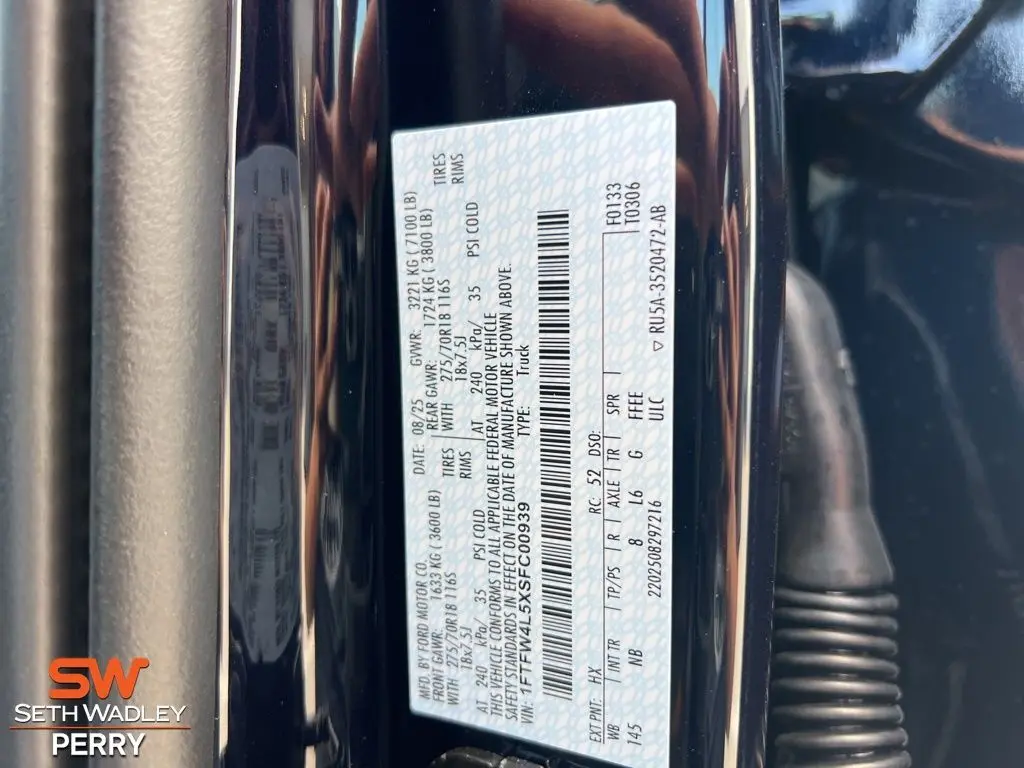 MFD. BY FORD MOTOR CO.
DATE: 08/25 GVWR: 3221 KG ( 7100 LB)
FRONT GAWR: 1633 KG ( 3600 LB) REAR GAWR: 1724 KG ( 3800 LB)
WITH 275/70R18 116S TIRES WITH 275/70R18 116S TIRES
18x7.5J RIMS 18x7.5J RIMS
AT 240 kPa/ 35 PSI COLD AT 240 kPa/ 35 PSI COLD
THIS VEHICLE CONFORMS TO ALL APPLICABLE FEDERAL MOTOR VEHICLE
SAFETY STANDARDS IN EFFECT ON THE DATE OF MANUFACTURE SHOWN ABOVE.
VIN: 1FTFW4L5XSFC00939 TYPE: Truck
EXT PNT: HX RC: 52 DSO: F0133
WB INT TR TP/PS R AXLE TR SPR T0306
145 NB 8 L6 G FFEE
2202508297216 ULC ▽ RU5A-3520472-AB
SW
SETH WADLEY
PERRY